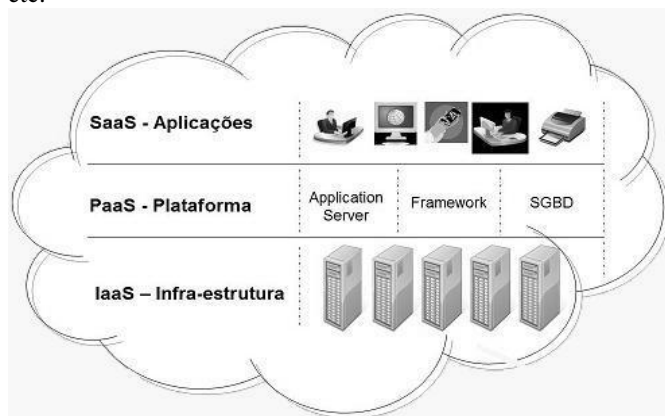 SaaS - Aplicações
PaaS - Plataforma
Application
Server
Framework
SGBD
IaaS – Infra-estrutura